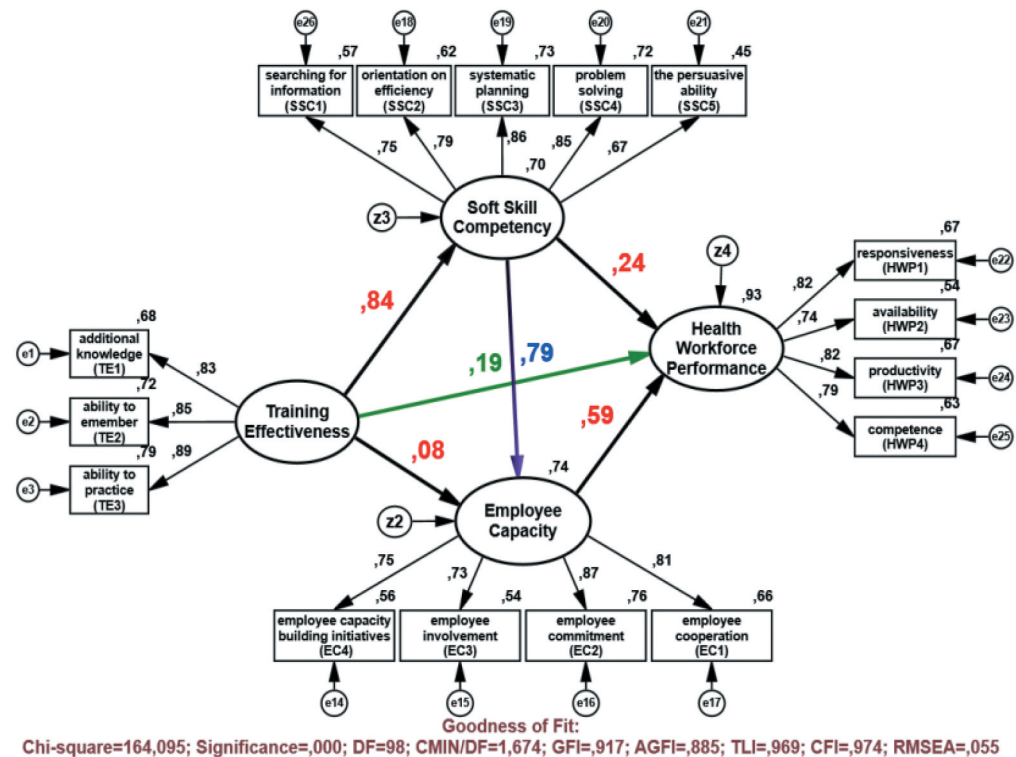 e26
e18
e19
e20
e21
,57
,62
,73
,72
,45
searching for
information
(SSC1)
orientation on
efficiency
(SSC2)
systematic
planning
(SSC3)
problem
solving
(SSC4)
the persuasive
ability
(SSC5)
,75
,79
,86
,85
,67
,70
z3
Soft Skill
Competency
z4
,93
Health
Workforce
Performance
,84
,24
,19
,79
,08
,59
,67
responsiveness
(HWP1)
e22
,82
,54
availability
(HWP2)
e23
,74
,67
productivity
(HWP3)
e24
,82
,63
competence
(HWP4)
e25
,79
,68
e1
additional
knowledge
(TE1)
,83
,72
e2
ability to
emember
(TE2)
,85
,79
e3
ability to
practice
(TE3)
,89
Training
Effectiveness
z2
,74
Employee
Capacity
,75
,73
,87
,81
,56
,54
,76
,66
employee capacity
building initiatives
(EC4)
employee
involvement
(EC3)
employee
commitment
(EC2)
employee
cooperation
(EC1)
e14
e15
e16
e17
Goodness of Fit:
Chi-square=164,095; Significance=,000; DF=98; CMIN/DF=1,674; GFI=,917; AGFI=,885; TLI=,969; CFI=,974; RMSEA=,055